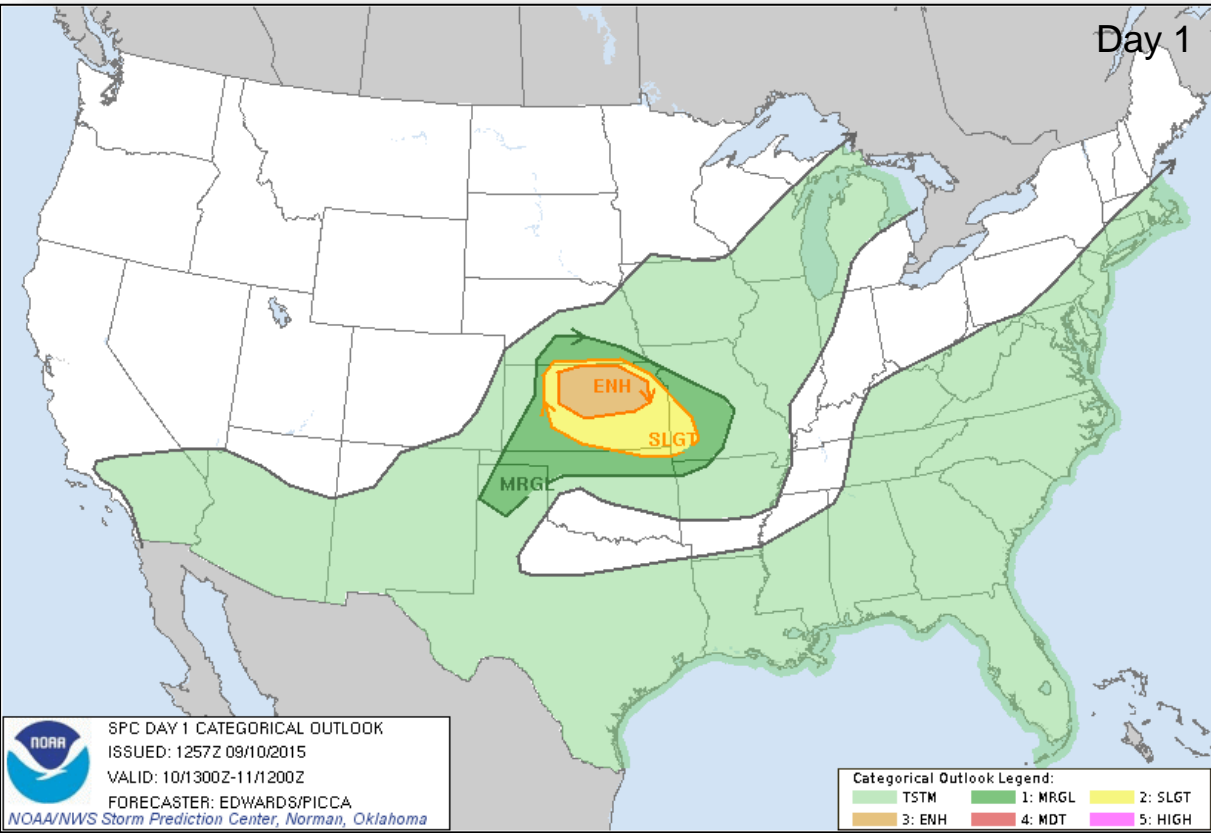 Day 1
ENH
SLGT
MRGL
NOAA
SPC DAY 1 CATEGORICAL OUTLOOK
ISSUED: 1257Z 09/10/2015
VALID: 10/1300Z-11/1200Z
FORECASTER: EDWARDS/PICCA
NOAA/NWS Storm Prediction Center, Norman, Oklahoma
Categorical Outlook Legend:
TSTM 1: MRGL 2: SLGT
3: ENH 4: MDT 5: HIGH